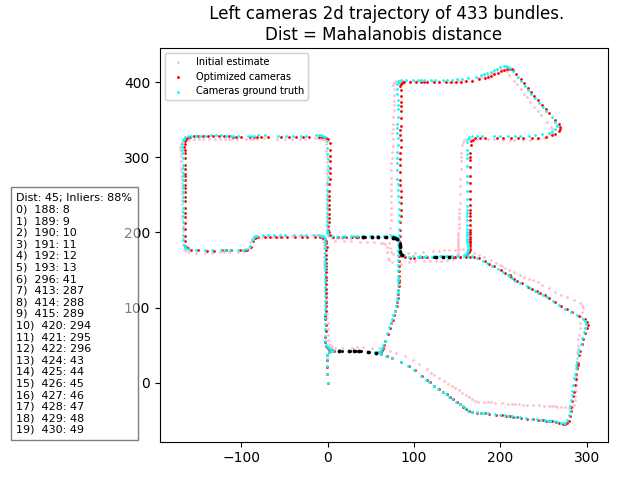 Left cameras 2d trajectory of 433 bundles.
Dist = Mahalanobis distance
Initial estimate
Optimized cameras
Cameras ground truth
400
300
200
100
0
−100
0
100
200
300
Dist: 45; Inliers: 88%
0) 188: 8
1) 189: 9
2) 190: 10
3) 191: 11
4) 192: 12
5) 193: 13
6) 296: 41
7) 413: 287
8) 414: 288
9) 415: 289
10) 420: 294
11) 421: 295
12) 422: 296
13) 424: 43
14) 425: 44
15) 426: 45
16) 427: 46
17) 428: 47
18) 429: 48
19) 430: 49